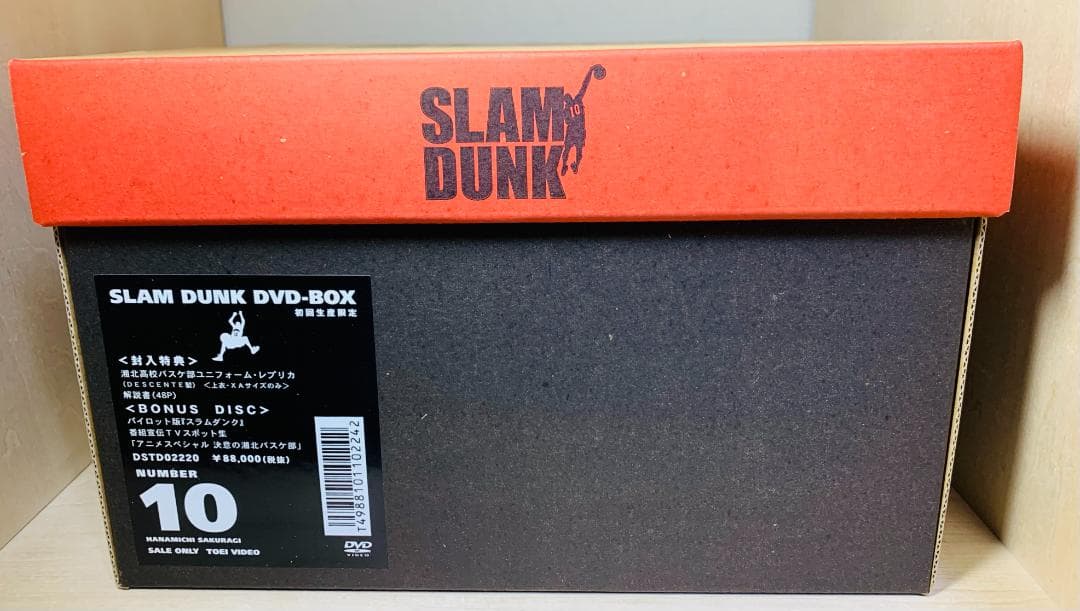 SLAM
DUNK
10
SLAM DUNK DVD-BOX
初回生産限定
＜封入特典＞
湘北高校バスケ部ユニフォーム・レプリカ
(DESCENTE製) ＜上衣・XAサイズのみ＞
解説書(48P)
＜BONUS DISC＞
パイロット版『スラムダンク』
番組宣伝TVスポット集
「アニメスペシャル 決意の湘北バスケ部」
DSTD02220 ￥88,000(税抜)
NUMBER
10
HANAMICHI SAKURAGI
SALE ONLY TOEI VIDEO
T4988101102242
DVD
VIDEO